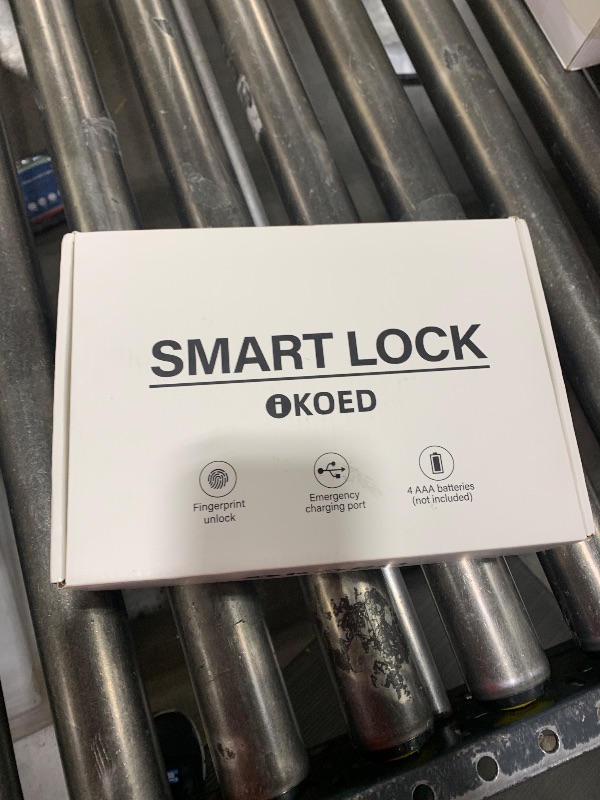 SMART LOCK
iKOED
Fingerprint
unlock
Emergency
charging port
4 AAA batteries
(not included)